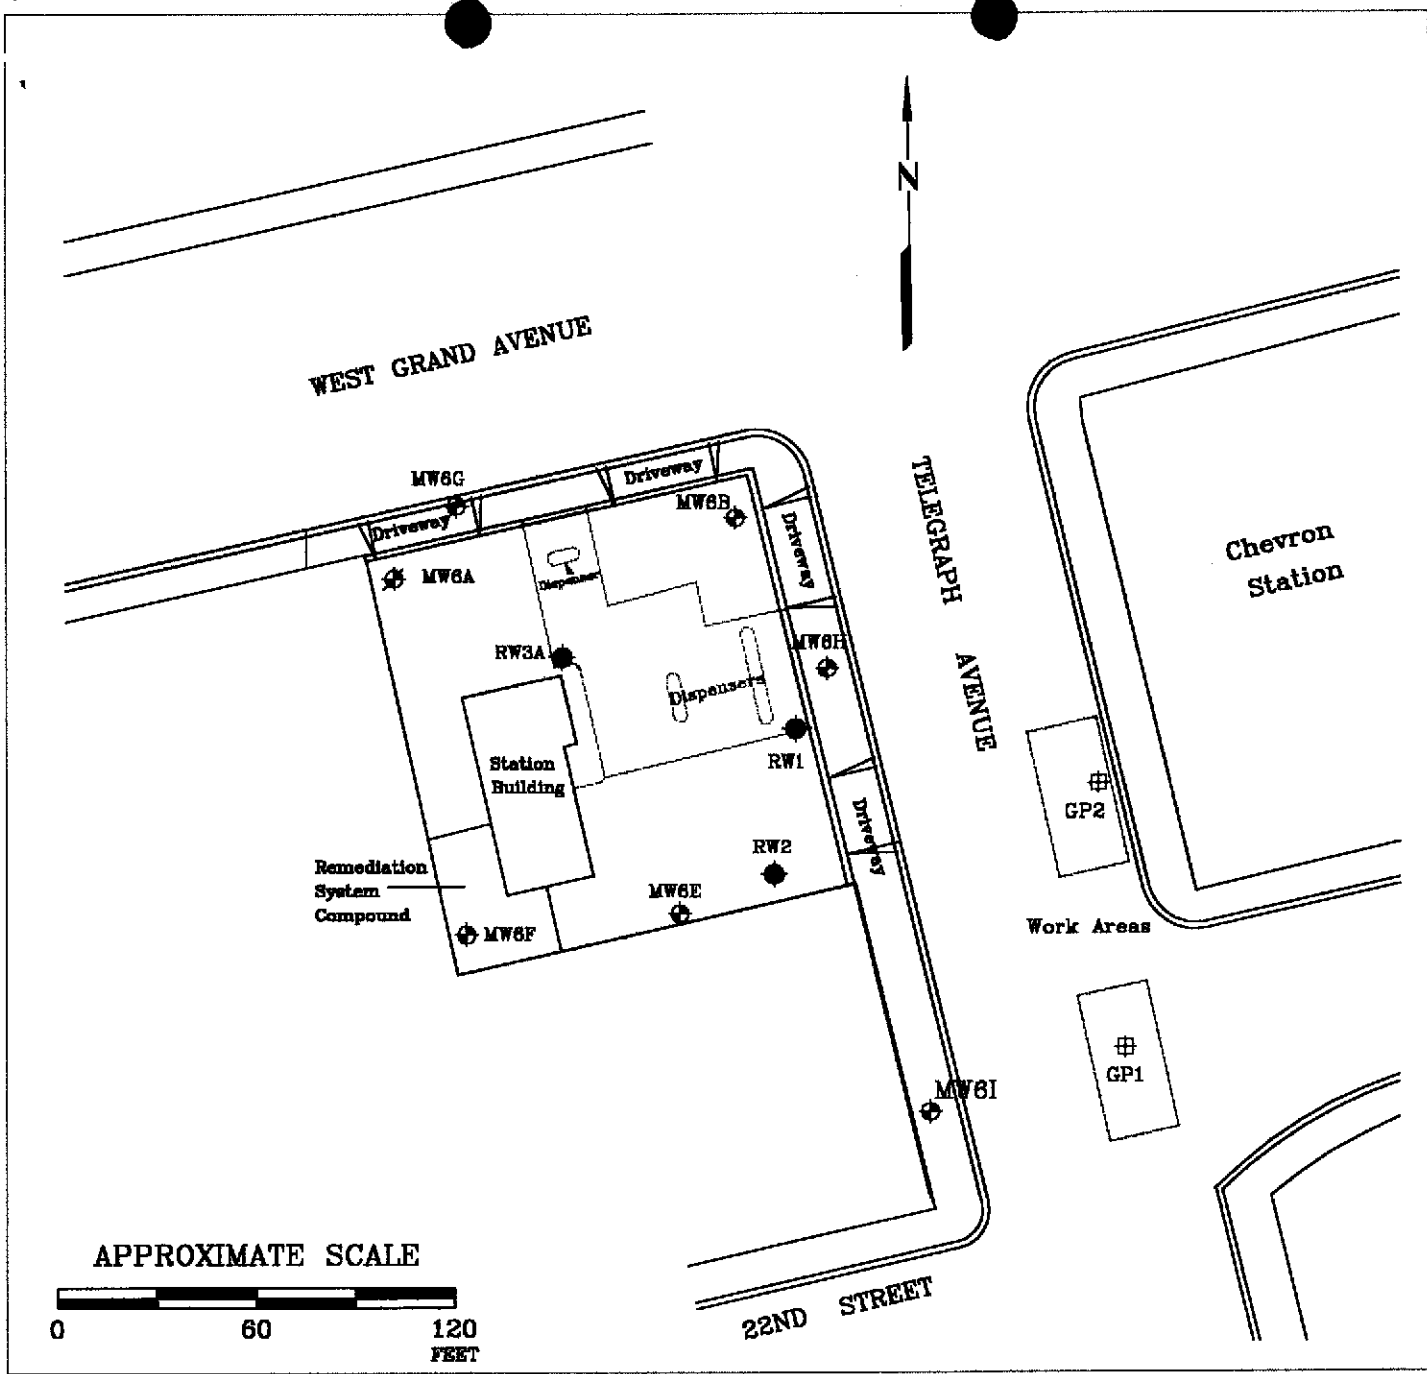 N
WEST GRAND AVENUE
TELEGRAPH AVENUE
Chevron
Station
MW6G
Driveway
Driveway
MW6B
Driveway
MW6A
Dispenser
MW6H
RW3A
Dispensers
RW1
Station
Building
GP2
Driveway
RW2
Remediation
System
Compound
MW6E
MW6F
Work Areas
GP1
MW6I
APPROXIMATE SCALE
0 60 120
FEET
22ND STREET